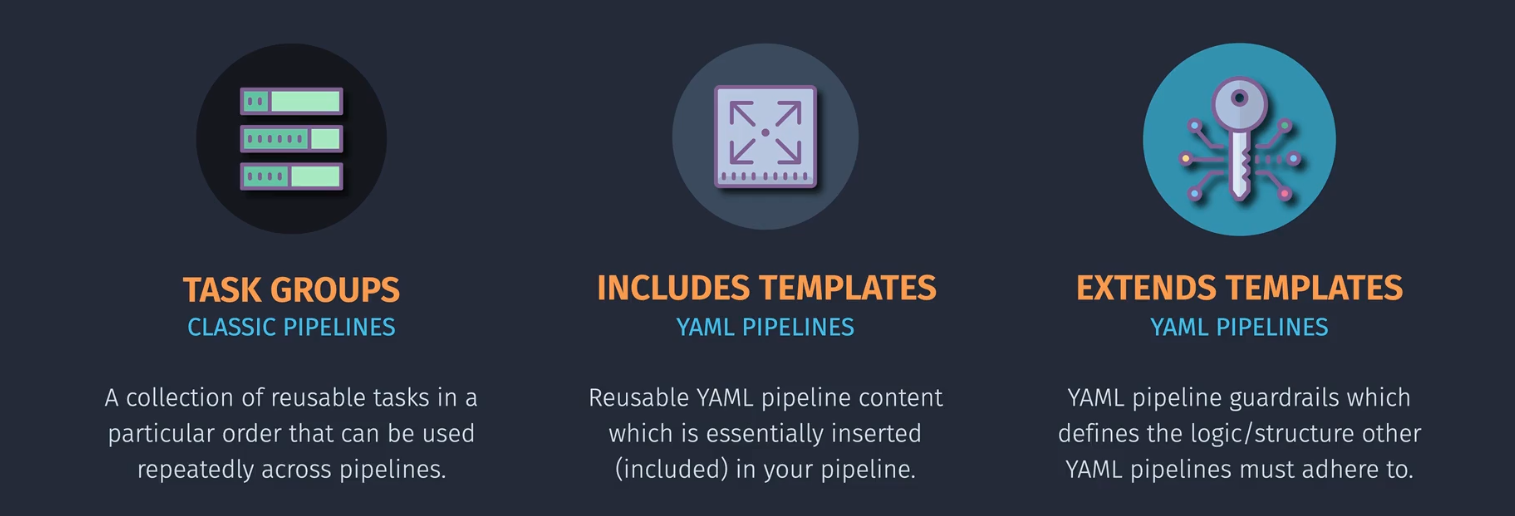 TASK GROUPS
CLASSIC PIPELINES
A collection of reusable tasks in a
particular order that can be used
repeatedly across pipelines.
INCLUDES TEMPLATES
YAML PIPELINES
Reusable YAML pipeline content
which is essentially inserted
(included) in your pipeline.
EXTENDS TEMPLATES
YAML PIPELINES
YAML pipeline guardrails which
defines the logic/structure other
YAML pipelines must adhere to.